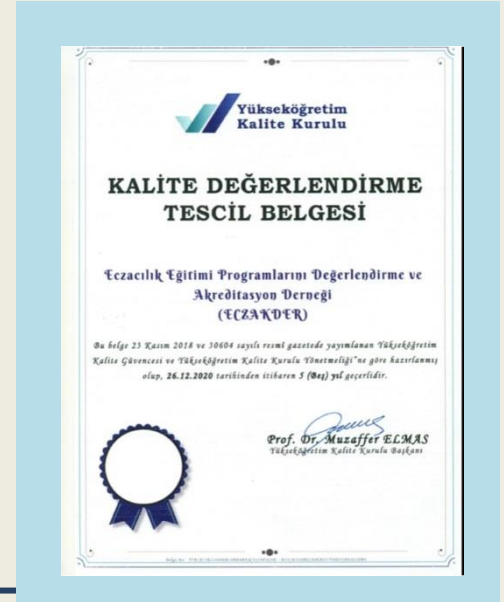 Yükseköğretim
Kalite Kurulu
KALİTE DEĞERLENDİRME
TESCİL BELGESİ
Eczacılık Eğitimi Programlarını Değerlendirme ve
Akreditasyon Derneği
(ECZAKDER)
Bu belge 23 Kasım 2018 ve 30604 sayılı resmi gazetede yayımlanan Yükseköğretim
Kalite Güvencesi ve Yükseköğretim Kalite Kurulu Yönetmeliği"ne göre hazırlanmış
olup, 26.12.2020 tarihinden itibaren 5 (Beş) yıl geçerlidir.
Prof. Dr. Muzaffer ELMAS
Yükseköğretim Kalite Kurulu Başkanı